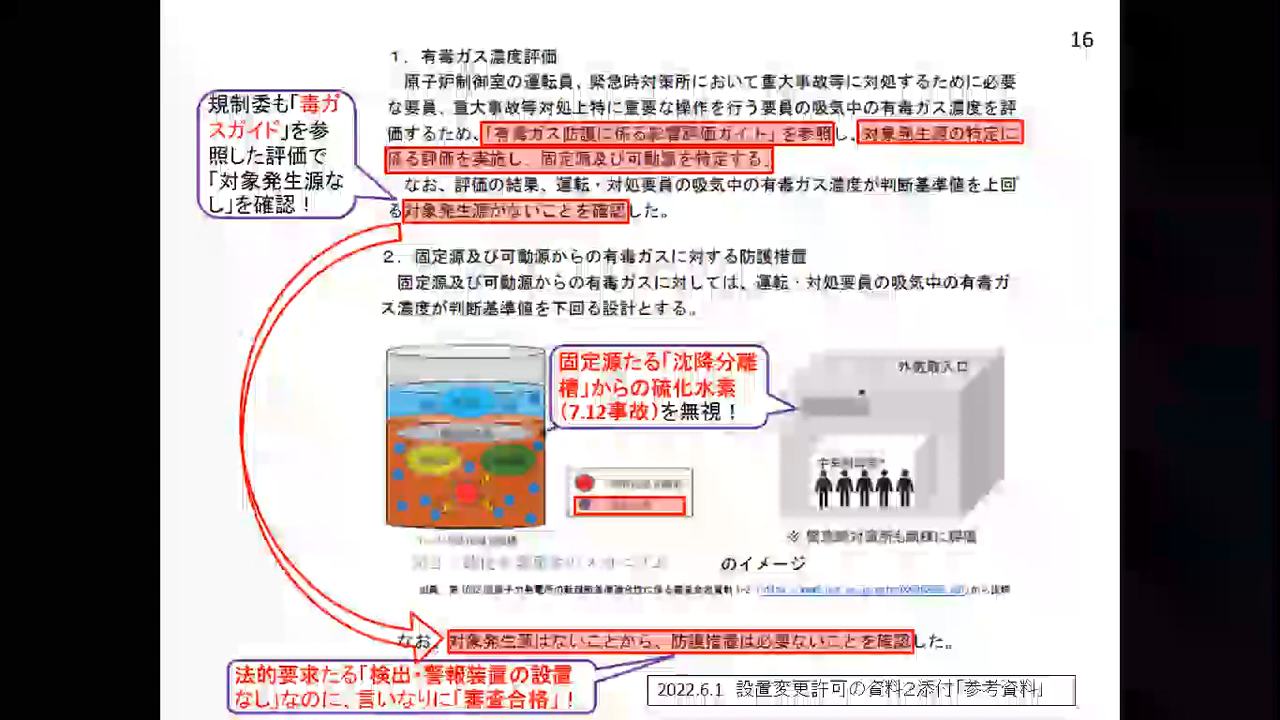 16
1．有毒ガス濃度評価
原子炉制御室の運転員、緊急時対策所において重大事故等に対処するために必要
な要員、重大事故等対処上特に重要な操作を行う要員の吸気中の有毒ガス濃度を評
価するため、「有毒ガス防護に係る影響評価ガイド」を参照し、対象発生源の特定に
係る評価を実施し、固定源及び可動源を特定する」
なお、評価の結果、運転・対処要員の吸気中の有毒ガス濃度が判断基準値を上回
る対象発生源がないことを確認した。
規制委も「毒ガ
スガイド」を参
照した評価で
「対象発生源な
し」を確認！
2．固定源及び可動源からの有毒ガスに対する防護措置
固定源及び可動源からの有毒ガスに対しては、運転・対処要員の吸気中の有毒ガ
ス濃度が判断基準値を下回る設計とする。
固定源たる「沈降分離
槽」からの硫化水素
（7.12事故）を無視！
外気取入口
※ 緊急時対策所も同様に評価
のイメージ
なお、対象発生源はないことから、防護措置は必要ないことを確認した。
法的要求たる「検出・警報装置の設置
なし」なのに、言いなりに「審査合格」！
2022.6.1 設置変更許可の資料２添付「参考資料」